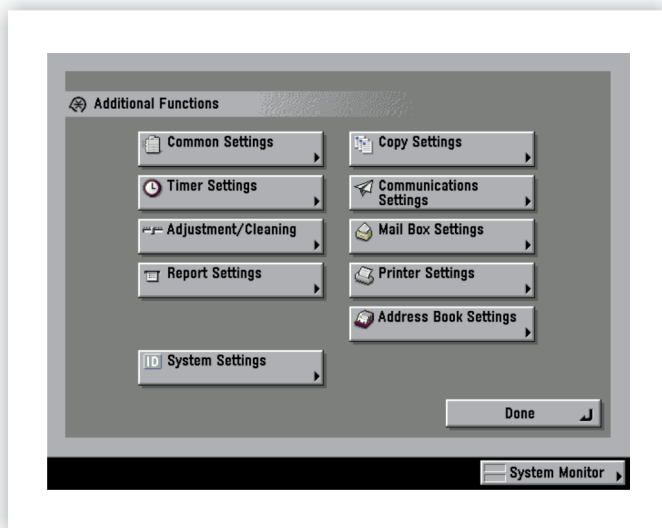 Additional Functions
Common Settings
Copy Settings
Timer Settings
Communications
Settings
Adjustment/Cleaning
Mail Box Settings
Report Settings
Printer Settings
Address Book Settings
ID System Settings
Done
System Monitor